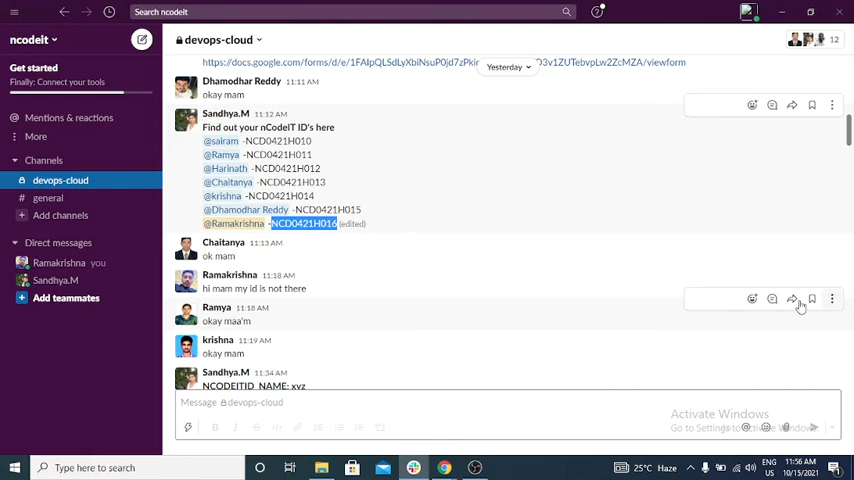 Search ncodeIt
ncodeIt
devops-cloud
12
Get started
Finally: Connect your tools
Mentions & reactions
More
Channels
devops-cloud
general
Add channels
Direct messages
Ramakrishna you
Sandhya.M
Add teammates
Yesterday
Dhamodhar Reddy 11:11 AM
okay mam
Sandhya.M 11:12 AM
Find out your nCodeIT ID's here
@sairam -NCD0421H010
@Ramya -NCD0421H011
@Harinath -NCD0421H012
@Chaitanya -NCD0421H013
@krishna -NCD0421H014
@Dhamodhar Reddy -NCD0421H015
@Ramakrishna -NCD0421H016 (edited)
Chaitanya 11:13 AM
ok mam
Ramakrishna 11:18 AM
hi mam my id is not there
Ramya 11:18 AM
okay maa'm
krishna 11:19 AM
okay mam
Sandhya.M 11:34 AM
NCODEITID_NAME: xyz
Message devops-cloud
Activate Windows
Go to Settings to Activate Windows.
Type here to search
25°C Haze
ENG
US
11:56 AM
10/15/2021